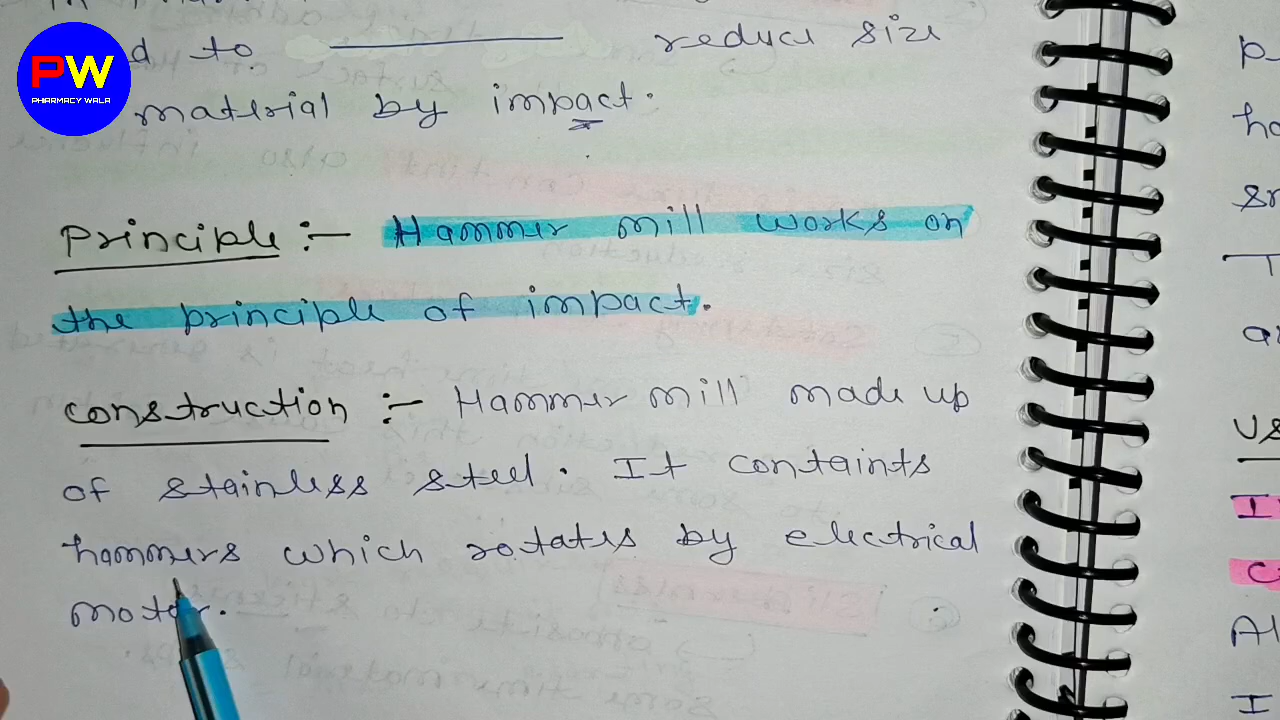 PW
PHARMACY WALA
d to ——— reduce size
material by impact.
Principle :- Hammer mill works on
the principle of impact.
construction :- Hammer mill made up
of stainless steel. It containts
hammers which rotates by electrical
motor.